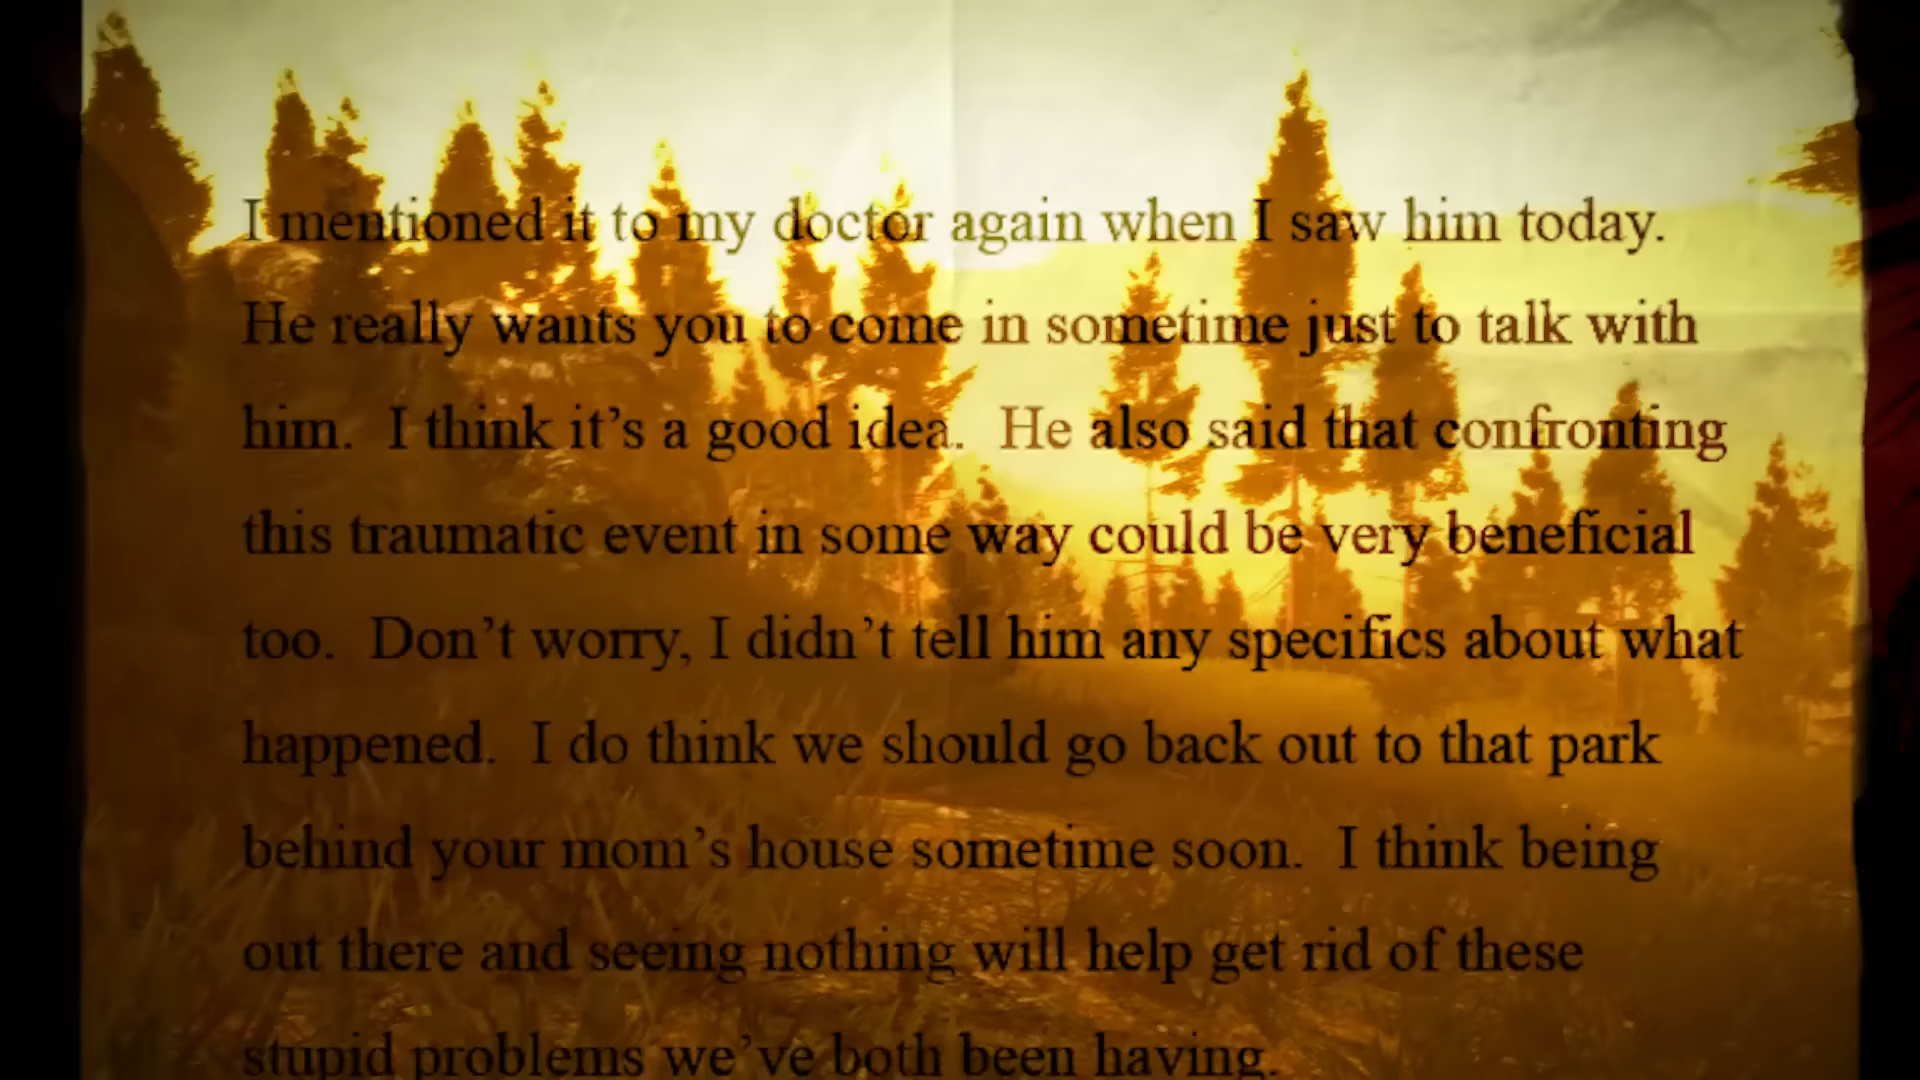 I mentioned it to my doctor again when I saw him today.
He really wants you to come in sometime just to talk with
him.  I think it’s a good idea.  He also said that confronting
this traumatic event in some way could be very beneficial
too.  Don’t worry, I didn’t tell him any specifics about what
happened.  I do think we should go back out to that park
behind your mom’s house sometime soon.  I think being
out there and seeing nothing will help get rid of these
stupid problems we’ve both been having.